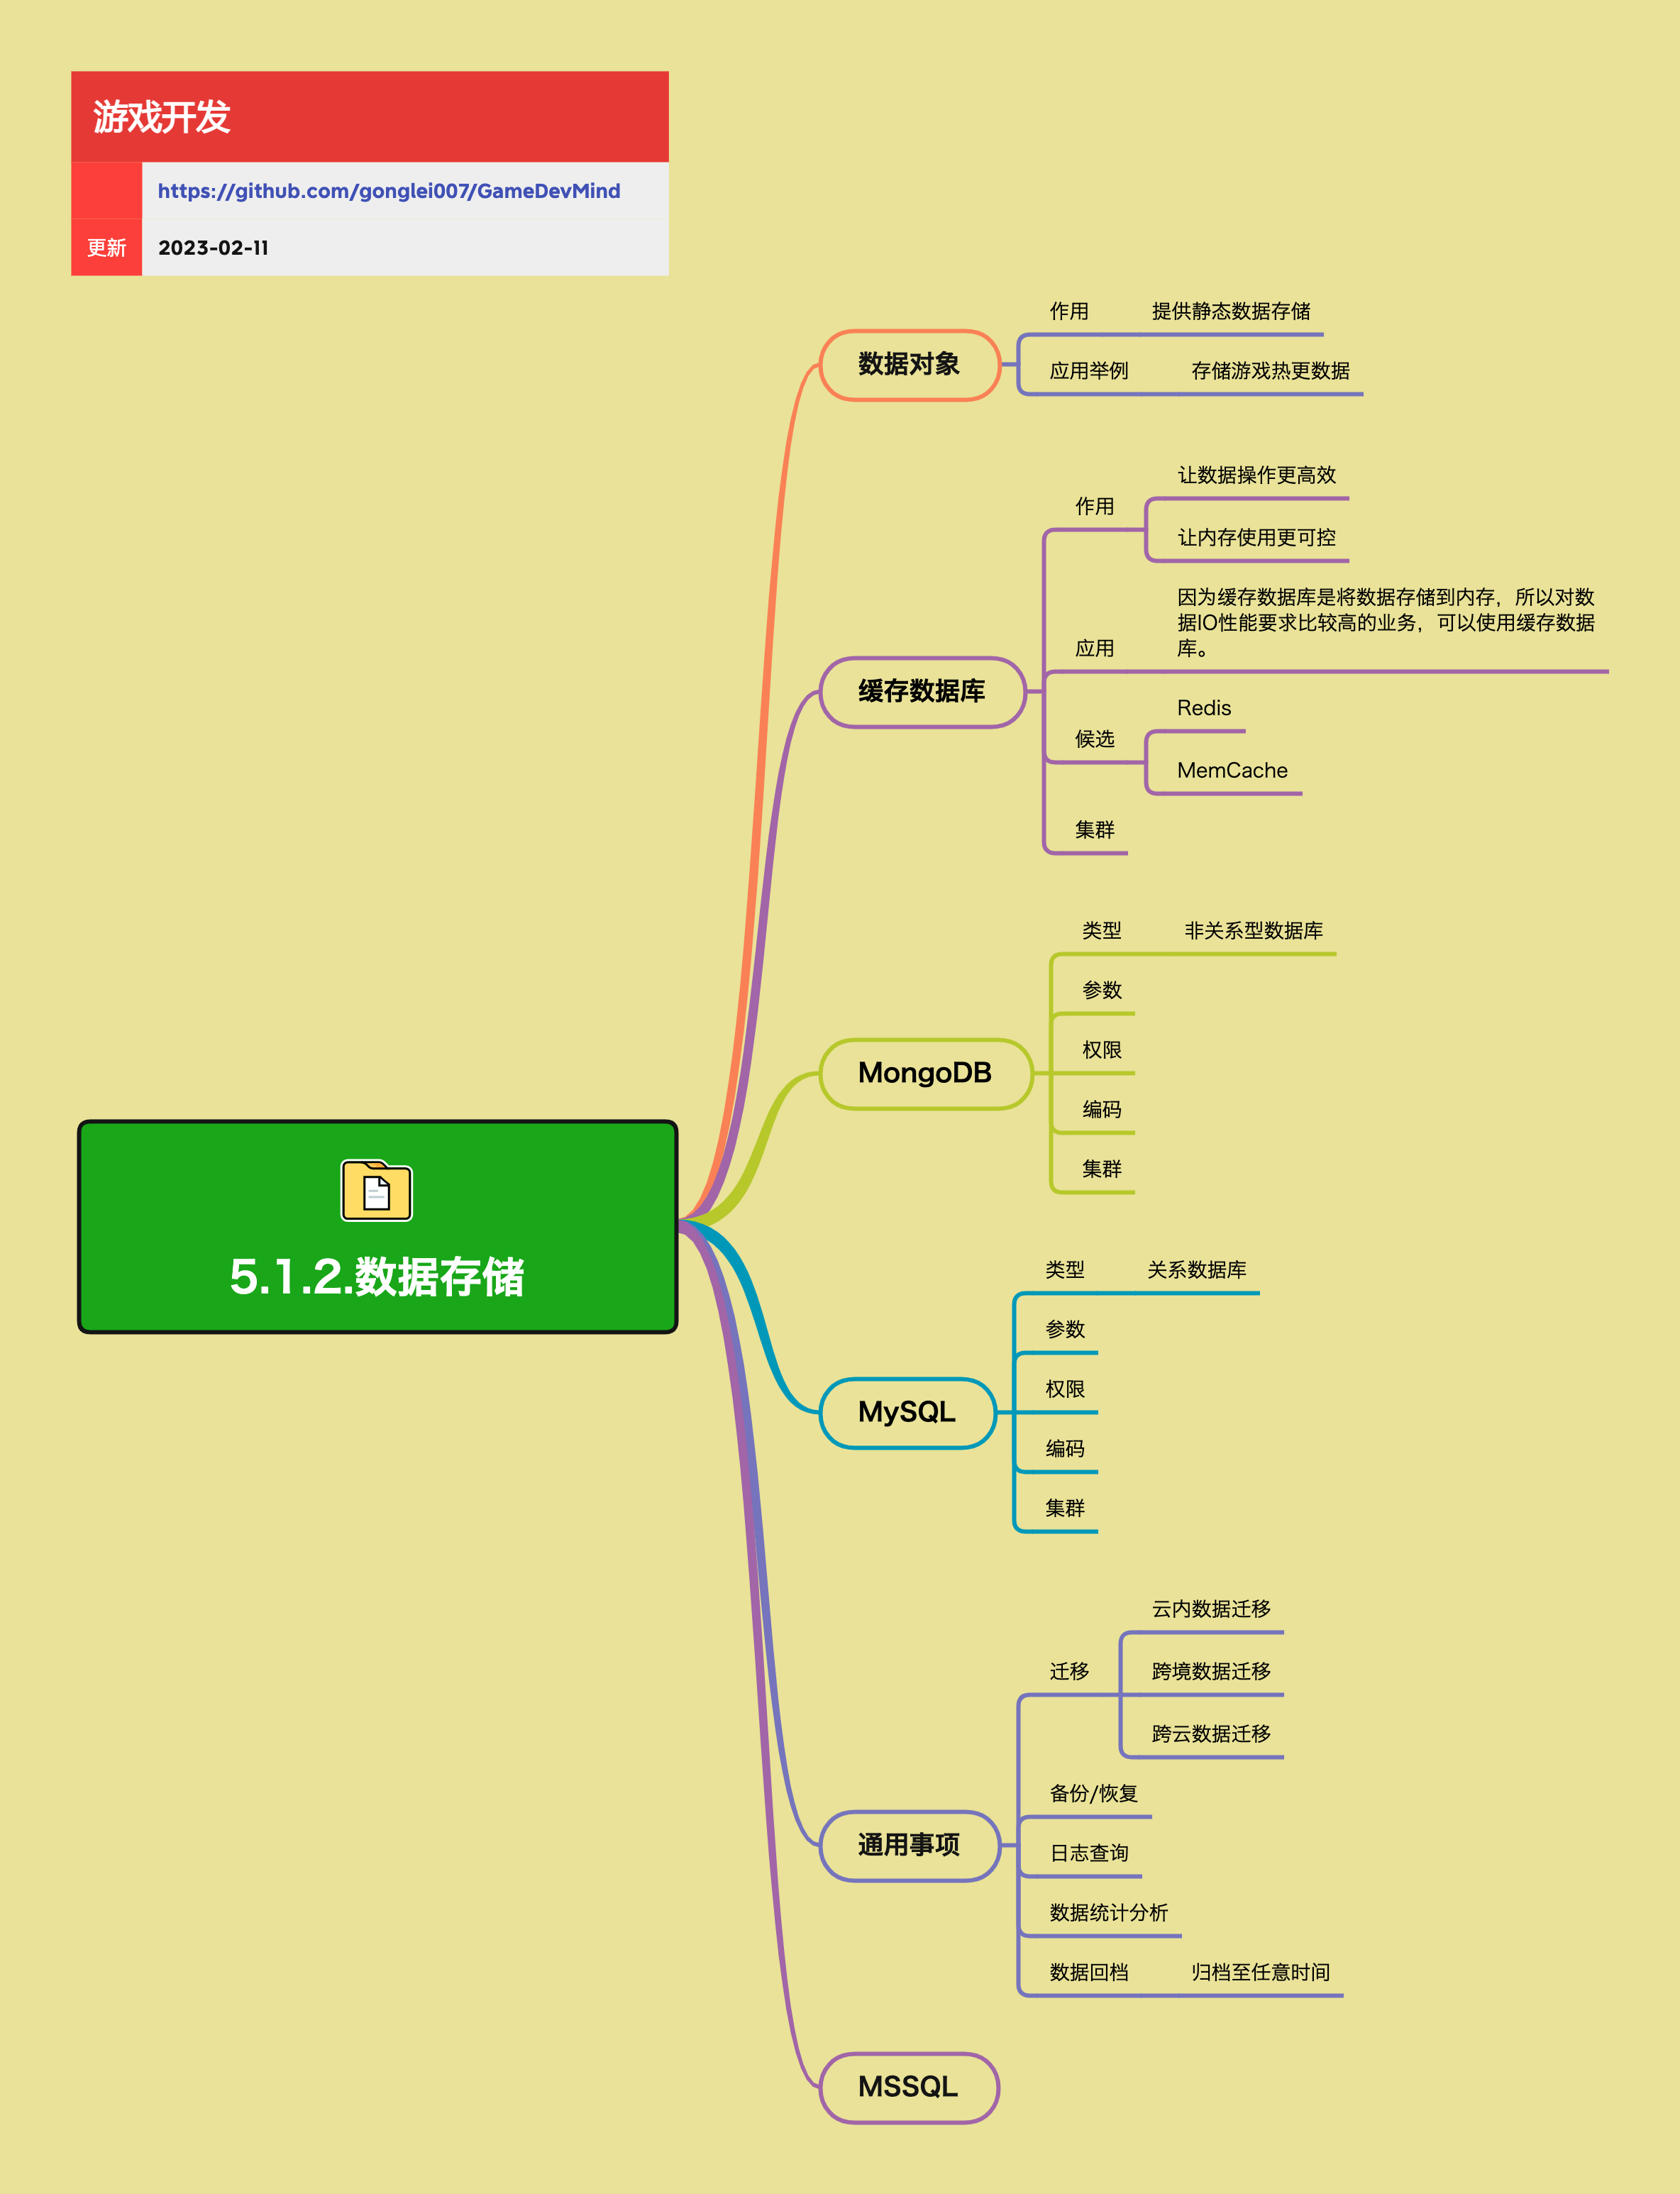 游戏开发
https://github.com/gonglei007/GameDevMind
更新 2023-02-11
5.1.2.数据存储
数据对象
作用 提供静态数据存储
应用举例 存储游戏热更数据
缓存数据库
作用
让数据操作更高效
让内存使用更可控
应用
因为缓存数据库是将数据存储到内存，所以对数
据IO性能要求比较高的业务，可以使用缓存数据
库。
候选
Redis
MemCache
集群
MongoDB
类型 非关系型数据库
参数
权限
编码
集群
MySQL
类型 关系数据库
参数
权限
编码
集群
通用事项
迁移
云内数据迁移
跨境数据迁移
跨云数据迁移
备份/恢复
日志查询
数据统计分析
数据回档 归档至任意时间
MSSQL